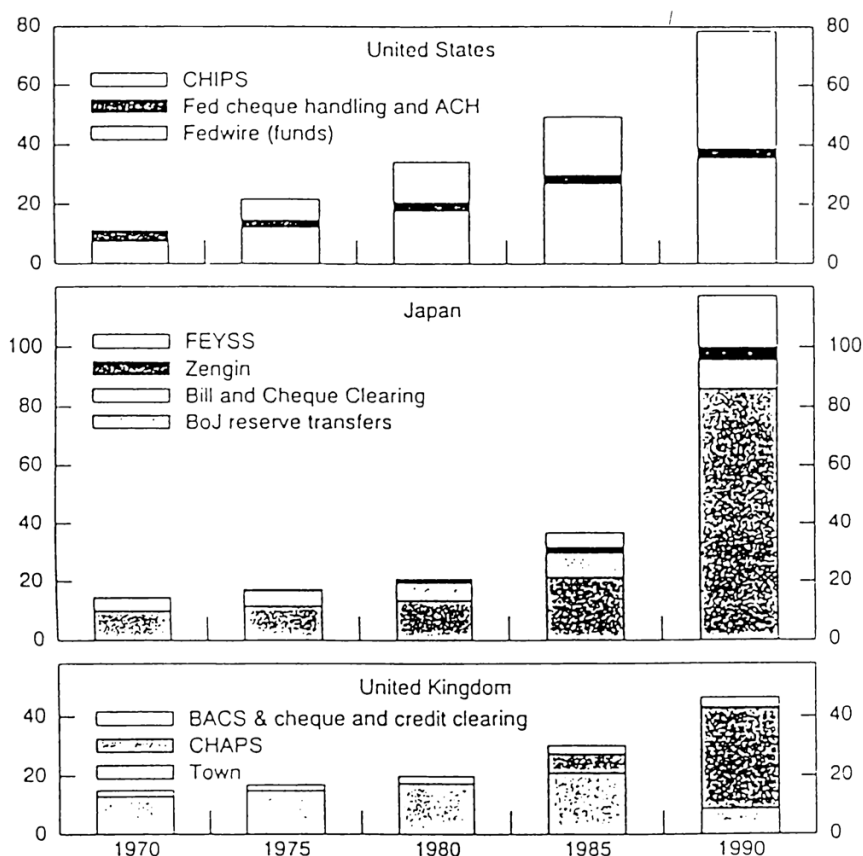 80 80
United States
60 CHIPS 60
Fed cheque handling and ACH
40 Fedwire (funds) 40
20 20
0 0
Japan
100 FEYSS 100
Zengin
80 Bill and Cheque Clearing 80
BoJ reserve transfers
60 60
40 40
20 20
0 0
United Kingdom
40 BACS & cheque and credit clearing 40
CHAPS
20 Town 20
0 0
1970 1975 1980 1985 1990